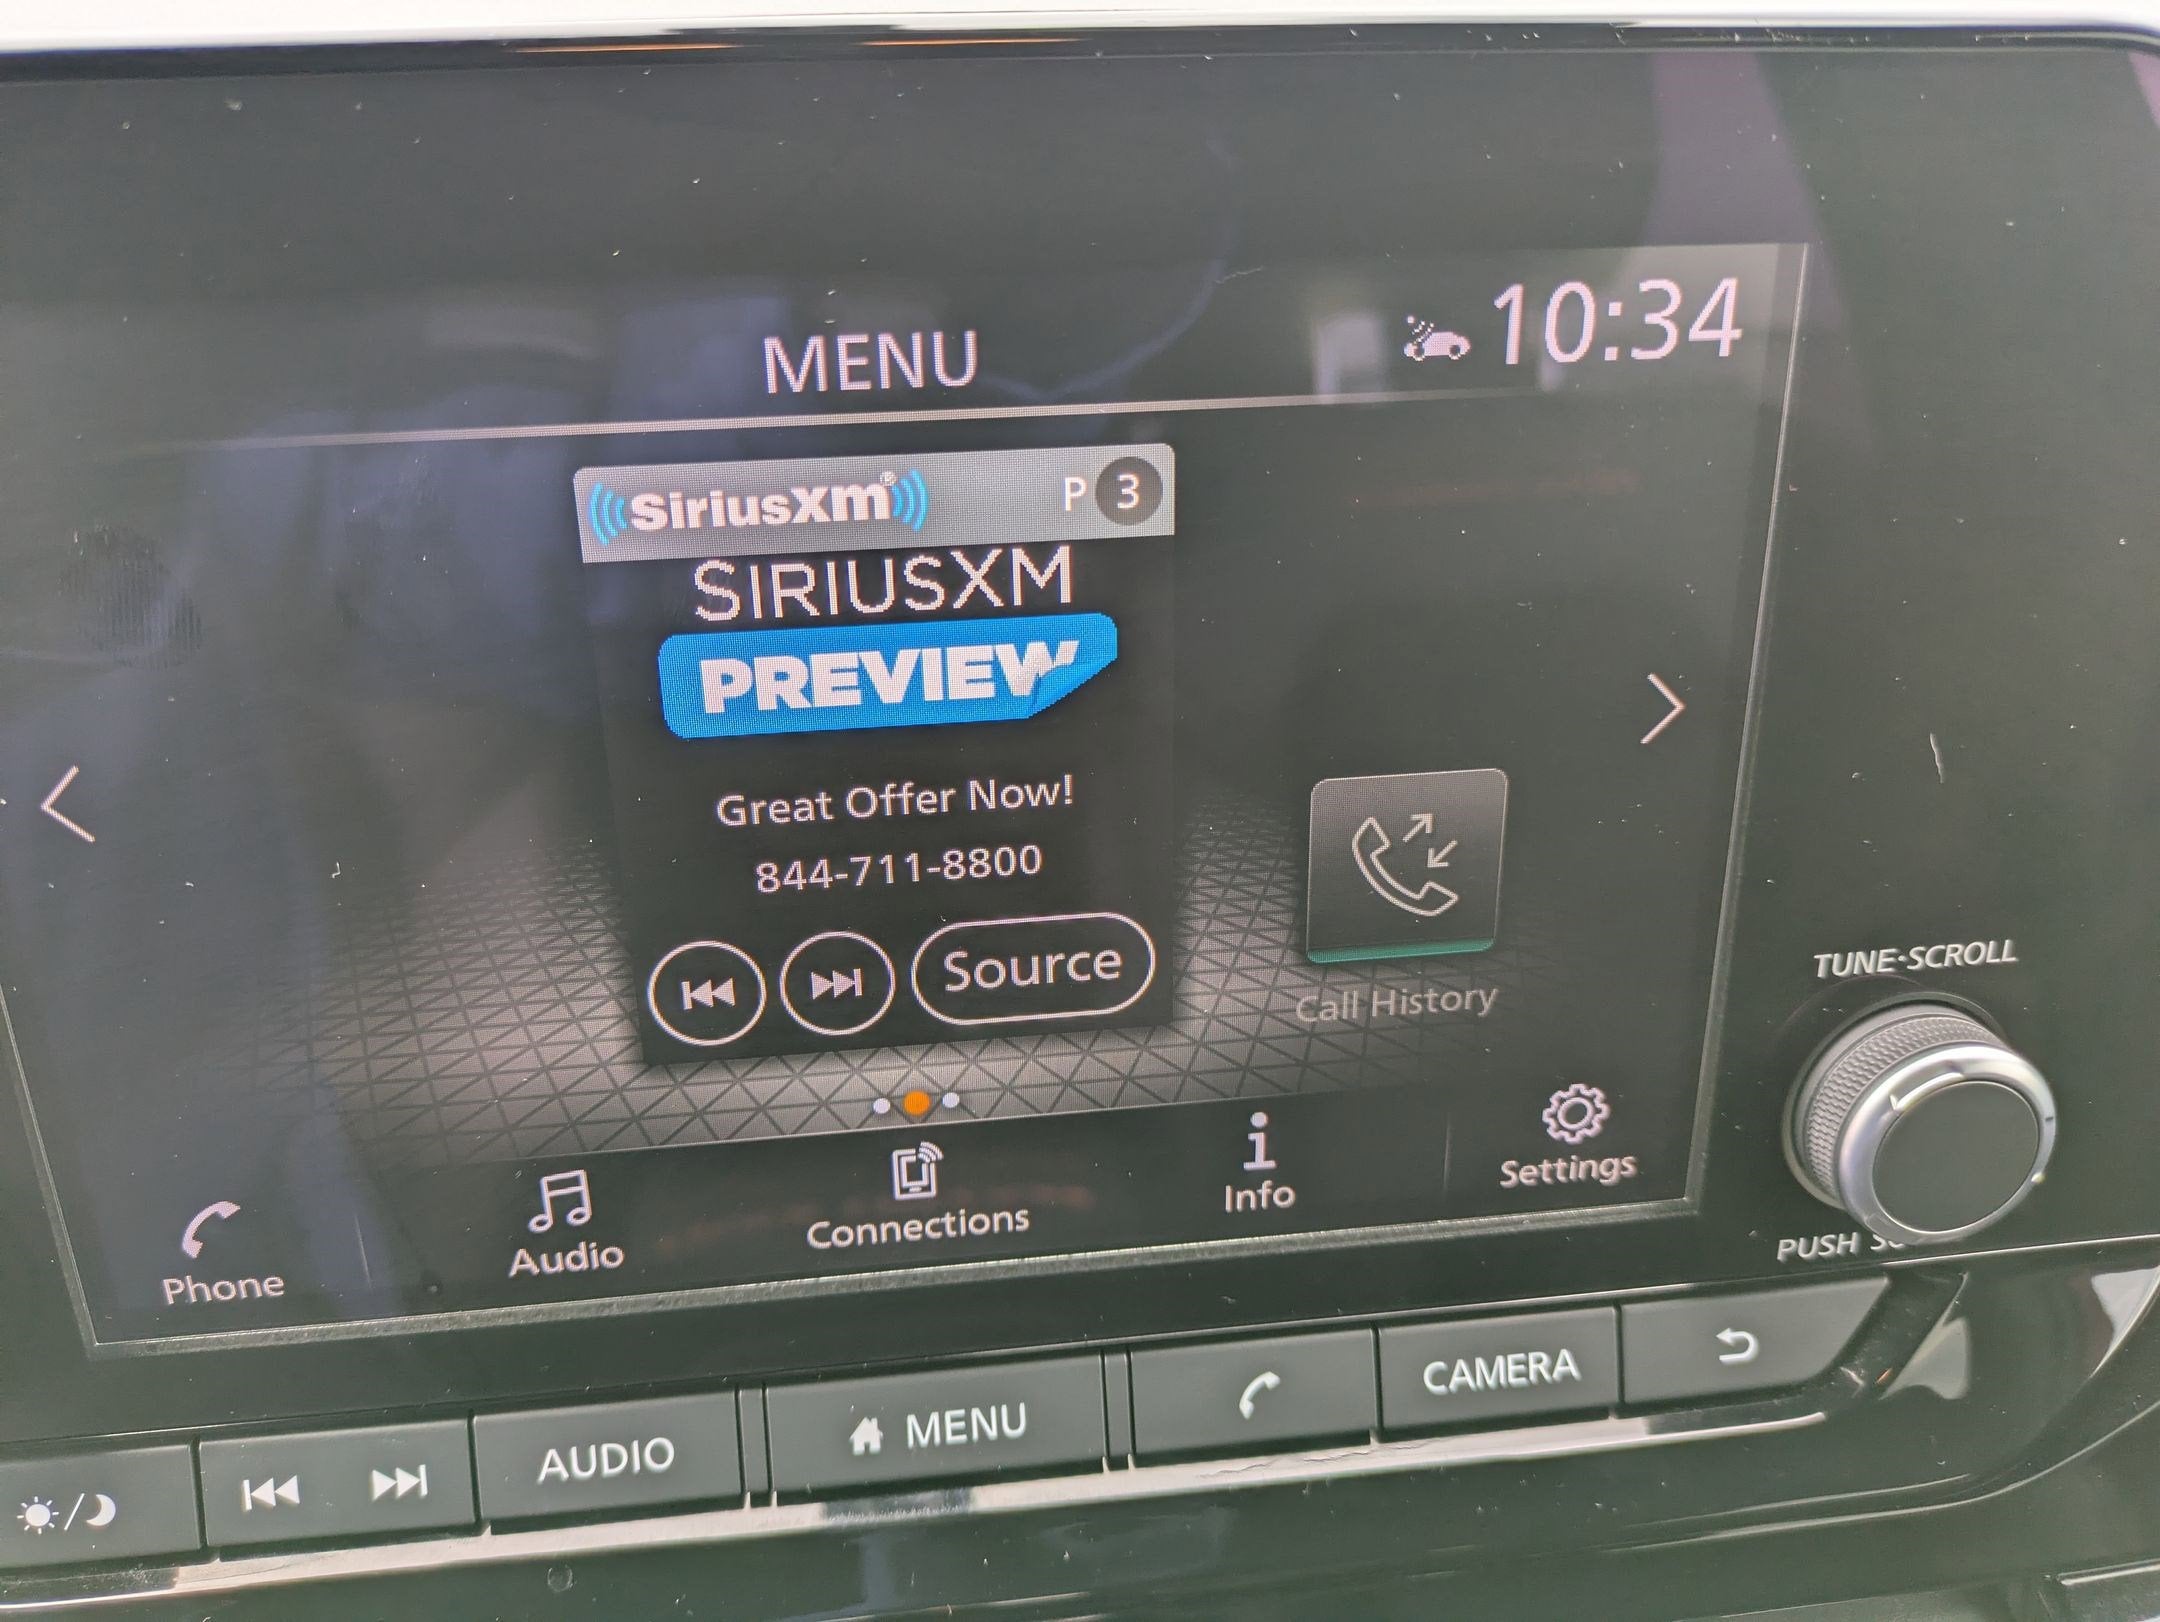 MENU
10:34
SiriusXM®
P 3
SIRIUSXM
PREVIEW
Great Offer Now!
844-711-8800
Source
Call History
TUNE·SCROLL
Phone
Audio
Connections
Info
Settings
PUSH
AUDIO
MENU
CAMERA